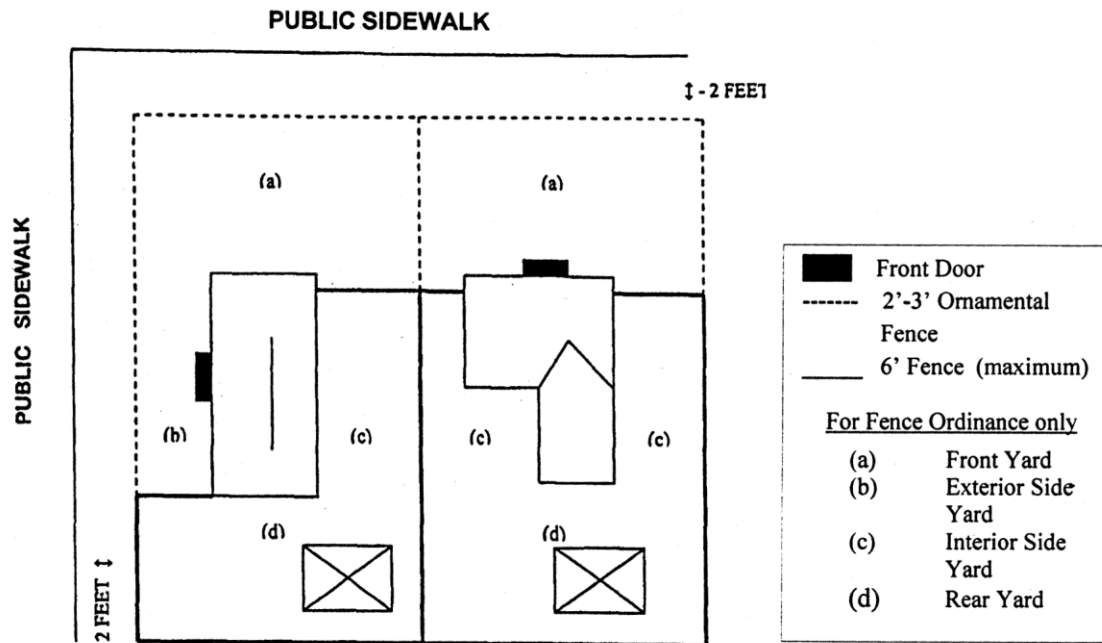 PUBLIC SIDEWALK
↕ - 2 FEET
(a)
(a)
PUBLIC SIDEWALK
(b)
(c)
(c)
(c)
(d)
(d)
2 FEET ↕
Front Door
2'-3' Ornamental
Fence
6' Fence (maximum)
For Fence Ordinance only
(a) Front Yard
(b) Exterior Side
Yard
(c) Interior Side
Yard
(d) Rear Yard